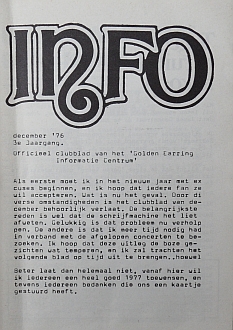 INFO
december '76
3e Jaargang.
Officieel clubblad van het 'Golden Earring
Informatie Centrum'
Als eerste moet ik in het nieuwe jaar met ex
cuses beginnen, en ik hoop dat iedere fan ze
wil accepteren. Wat is nu het geval. Door di
verse omstandigheden is het clubblad van de-
cember behoorlijk verlaat. De belangrijkste
reden is wel dat de schrijfmachine het liet
afweten. Gelukkig is dat probleem nu verholp
pen. De andere is dat ik meer tijd nodig had
in verband met de afgelopen concerten te be-
zoeken. Ik hoop dat deze uitleg de boze ge-
zichten wat temperen, en ik zal trachten het
volgende blad op tijd uit te brengen..hoewel
Beter laat dan helemaal niet, vanaf hier wil
ik iedereen een heel goed 1977 toewensen, en
tevens iedereen bedanken die ons een kaartje
gestuurd heeft.